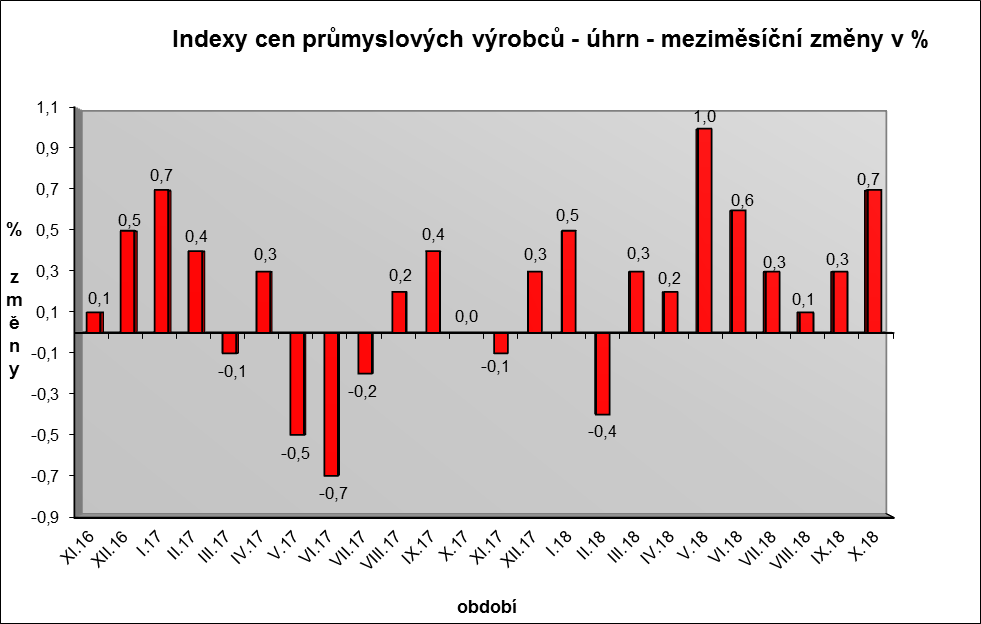 Indexy cen průmyslových výrobců - úhrn - meziměsíční změny v %
1,1
0,9
0,7
0,5
0,3
0,1
-0,1
-0,3
-0,5
-0,7
-0,9
% změny
0,1
0,5
0,7
0,4
-0,1
0,3
-0,5
-0,7
-0,2
0,2
0,4
0,0
-0,1
0,3
0,5
-0,4
0,3
0,2
1,0
0,6
0,3
0,1
0,3
0,7
XI.16
XII.16
I.17
II.17
III.17
IV.17
V.17
VI.17
VII.17
VIII.17
IX.17
X.17
XI.17
XII.17
I.18
II.18
III.18
IV.18
V.18
VI.18
VII.18
VIII.18
IX.18
X.18
období